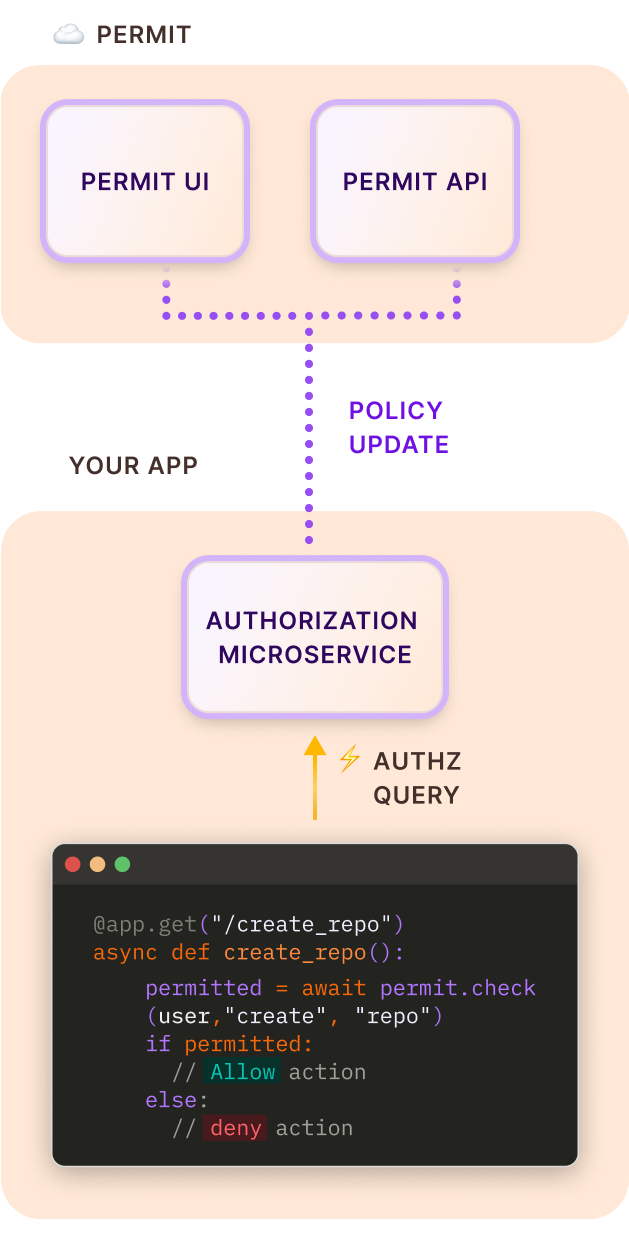 PERMIT
PERMIT UI
PERMIT API
POLICY
UPDATE
YOUR APP
AUTHORIZATION
MICROSERVICE
AUTHZ
QUERY
@app.get("/create_repo")
async def create_repo():
permitted = await permit.check
(user,"create", "repo")
if permitted:
// Allow action
else:
// deny action